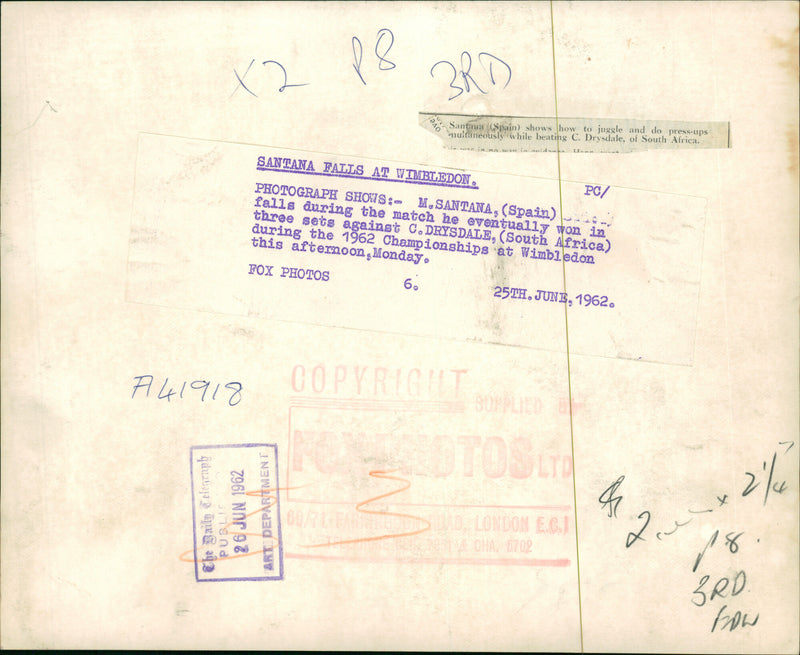 X2 P8 3RD
Santana (Spain) shows how to juggle and do press-ups
simultaneously while beating C. Drysdale, of South Africa.
SANTANA FALLS AT WIMBLEDON.
PC/
PHOTOGRAPH SHOWS:- M.SANTANA,(Spain)
falls during the match he eventually won in
three sets against C.DRYSDALE,(South Africa)
during the 1962 Championships at Wimbledon
this afternoon,Monday.
FOX PHOTOS 6. 25TH.JUNE,1962.
A41918
COPYRIGHT
SUPPLIED BY
FOX PHOTOS LTD
LONDON E.C.1
6702
The Daily Telegraph
PUBLI
26 JUN 1962
ART DEPARTMENT
2 x 2 1/4
P8.
3RD